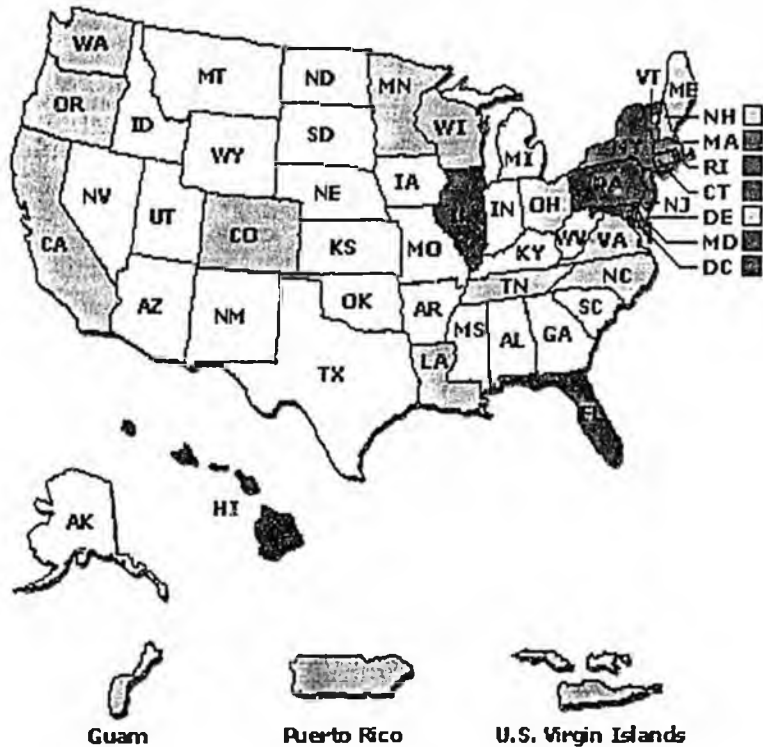 WA
MT
ND
MN
VT
ME
OR
ID
SD
WI
NH
MA
WY
MI
RI
NV
NE
IA
CT
UT
IN
OH
NJ
DE
CA
CO
KS
MO
WV
VA
MD
KY
DC
AZ
NM
OK
AR
TN
NC
SC
TX
LA
MS
AL
GA
FL
AK
HI
NY
PA
IL
Guam
Puerto Rico
U.S. Virgin Islands